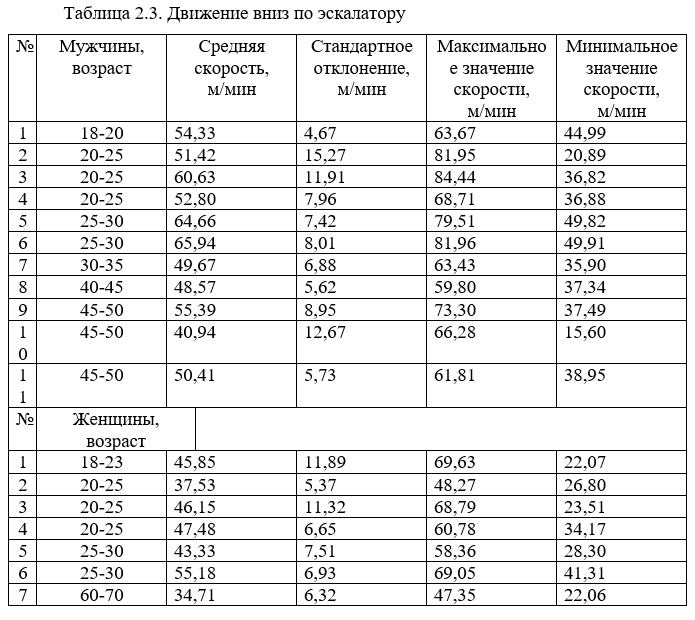 Таблица 2.3. Движение вниз по эскалатору
№ Мужчины, возраст Средняя скорость, м/мин Стандартное отклонение, м/мин Максимальное значение скорости, м/мин Минимальное значение скорости, м/мин
1 18-20 54,33 4,67 63,67 44,99
2 20-25 51,42 15,27 81,95 20,89
3 20-25 60,63 11,91 84,44 36,82
4 20-25 52,80 7,96 68,71 36,88
5 25-30 64,66 7,42 79,51 49,82
6 25-30 65,94 8,01 81,96 49,91
7 30-35 49,67 6,88 63,43 35,90
8 40-45 48,57 5,62 59,80 37,34
9 45-50 55,39 8,95 73,30 37,49
10 45-50 40,94 12,67 66,28 15,60
11 45-50 50,41 5,73 61,81 38,95
№ Женщины, возраст
1 18-23 45,85 11,89 69,63 22,07
2 20-25 37,53 5,37 48,27 26,80
3 20-25 46,15 11,32 68,79 23,51
4 20-25 47,48 6,65 60,78 34,17
5 25-30 43,33 7,51 58,36 28,30
6 25-30 55,18 6,93 69,05 41,31
7 60-70 34,71 6,32 47,35 22,06